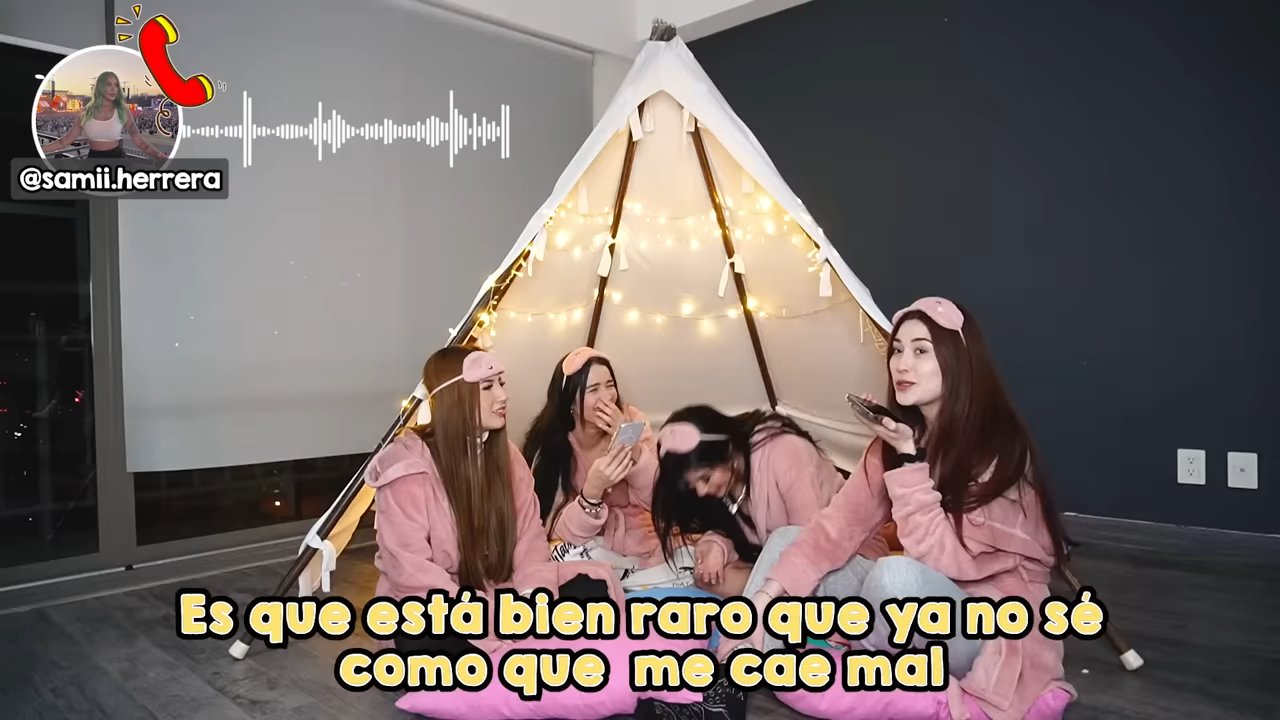 @samii.herrera
Es que está bien raro que ya no sé
como que me cae mal